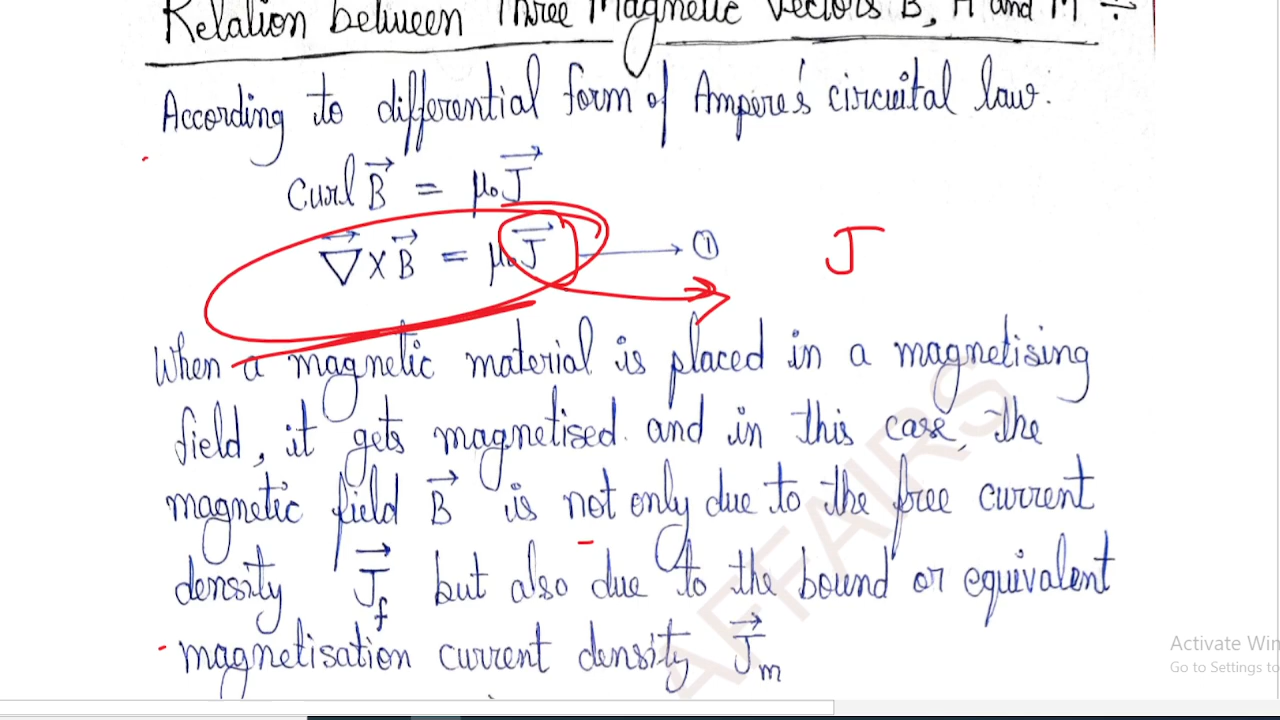 Relation between Three Magnetic Vectors B, H and M ÷
According to differential form of Ampere's circuital law.
Curl B⃗ = μ₀J⃗
∇⃗ X B⃗ = μ₀J⃗ → ①
J
When a magnetic material is placed in a magnetising
field, it gets magnetised and in this case, the
magnetic field B⃗ is not only due to the free current
density J⃗f but also due to the bound or equivalent
magnetisation current density J⃗m
AFFAIRS
Activate Win
Go to Settings to